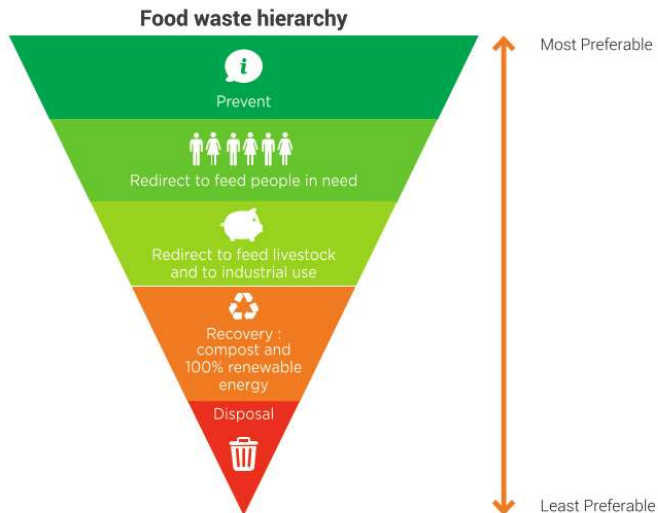 Food waste hierarchy
Most Preferable
i
Prevent
Redirect to feed people in need
Redirect to feed livestock
and to industrial use
Recovery :
compost and
100% renewable
energy
Disposal
Least Preferable